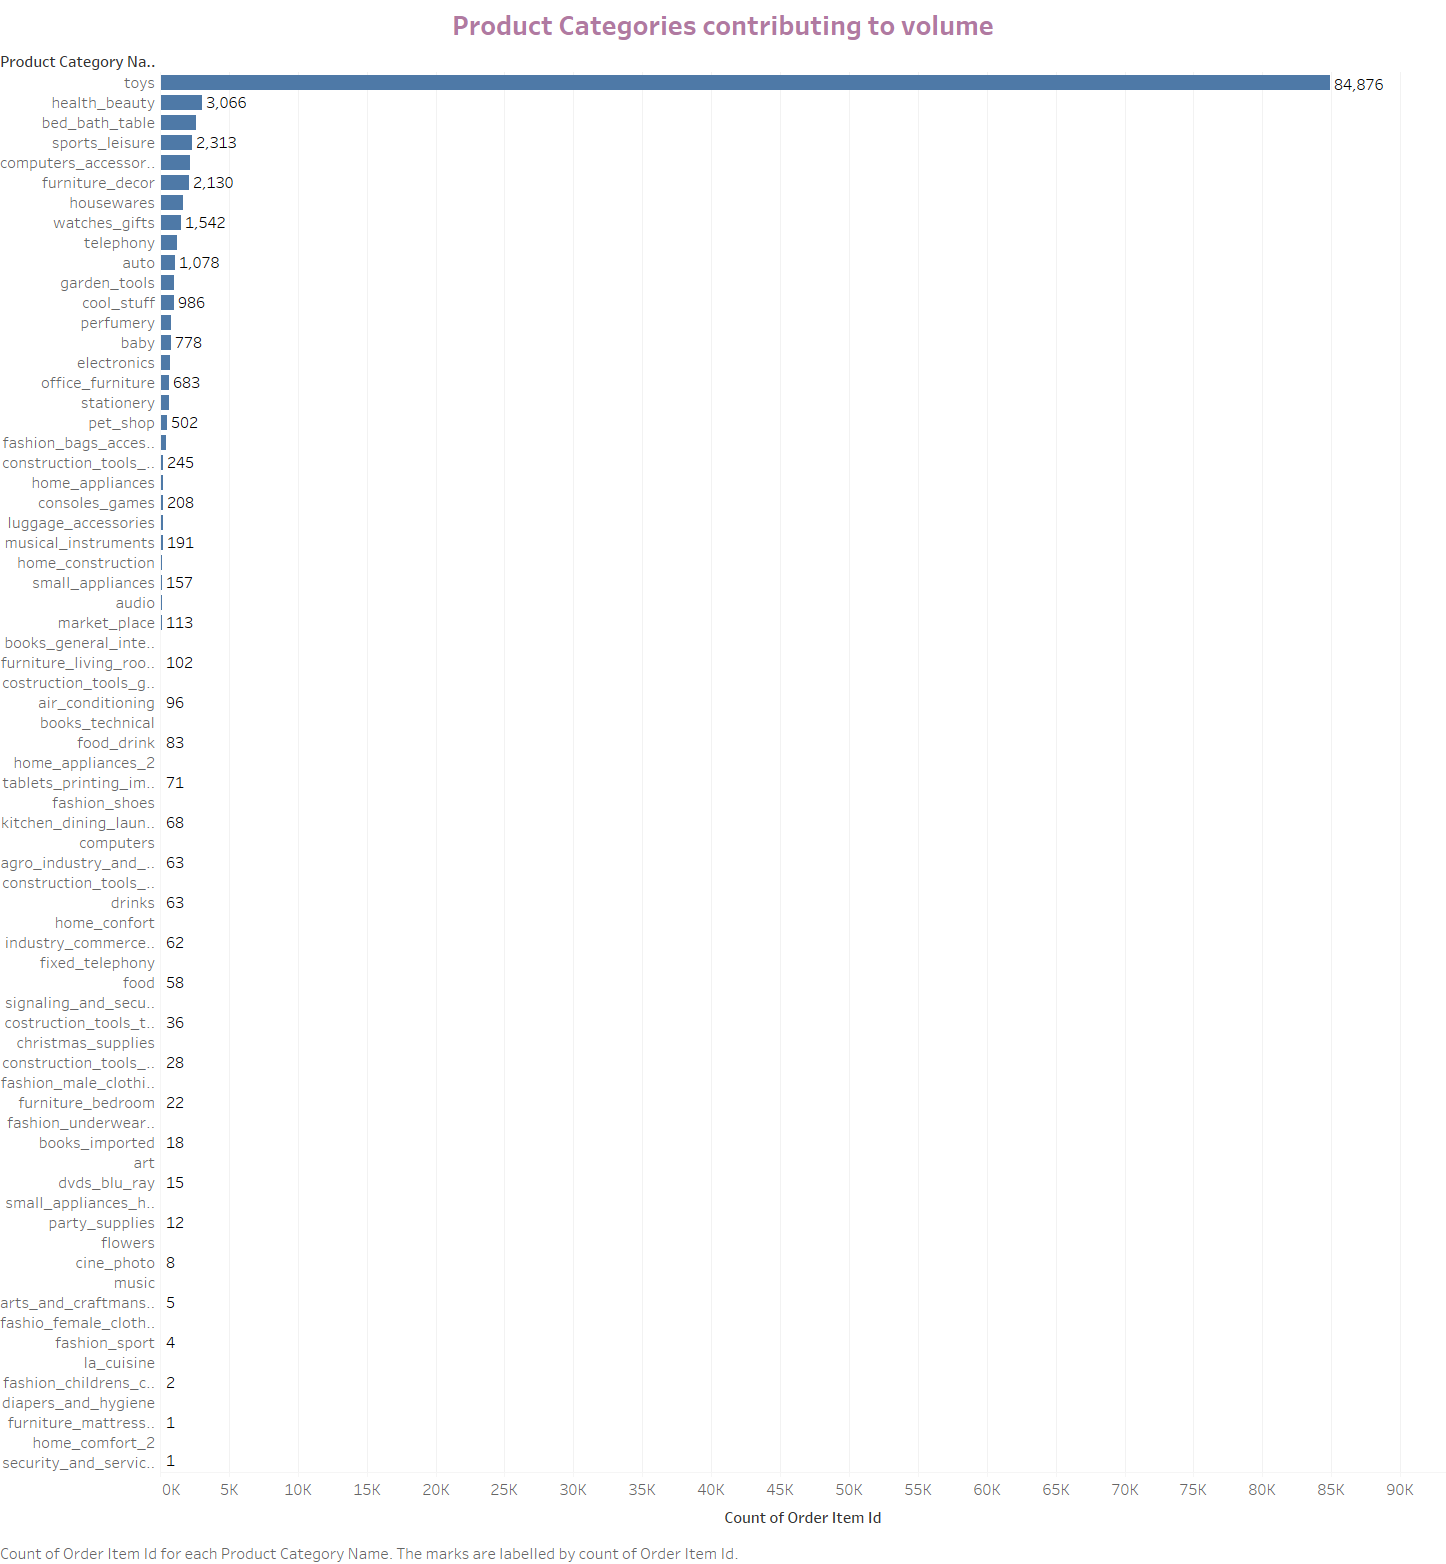 Product Categories contributing to volume
Product Category Na..
toys 84,876
health_beauty 3,066
bed_bath_table
sports_leisure 2,313
computers_accessor..
furniture_decor 2,130
housewares
watches_gifts 1,542
telephony
auto 1,078
garden_tools
cool_stuff 986
perfumery
baby 778
electronics
office_furniture 683
stationery
pet_shop 502
fashion_bags_acces..
construction_tools_.. 245
home_appliances
consoles_games 208
luggage_accessories
musical_instruments 191
home_construction
small_appliances 157
audio
market_place 113
books_general_inte..
furniture_living_roo.. 102
costruction_tools_g..
air_conditioning 96
books_technical
food_drink 83
home_appliances_2
tablets_printing_im.. 71
fashion_shoes
kitchen_dining_laun.. 68
computers
agro_industry_and_.. 63
construction_tools_..
drinks 63
home_confort
industry_commerce.. 62
fixed_telephony
food 58
signaling_and_secu..
costruction_tools_t.. 36
christmas_supplies
construction_tools_.. 28
fashion_male_clothi..
furniture_bedroom 22
fashion_underwear..
books_imported 18
art
dvds_blu_ray 15
small_appliances_h..
party_supplies 12
flowers
cine_photo 8
music
arts_and_craftmans.. 5
fashio_female_cloth..
fashion_sport 4
la_cuisine
fashion_childrens_c.. 2
diapers_and_hygiene
furniture_mattress.. 1
home_comfort_2
security_and_servic.. 1
0K 5K 10K 15K 20K 25K 30K 35K 40K 45K 50K 55K 60K 65K 70K 75K 80K 85K 90K
Count of Order Item Id
Count of Order Item Id for each Product Category Name. The marks are labelled by count of Order Item Id.